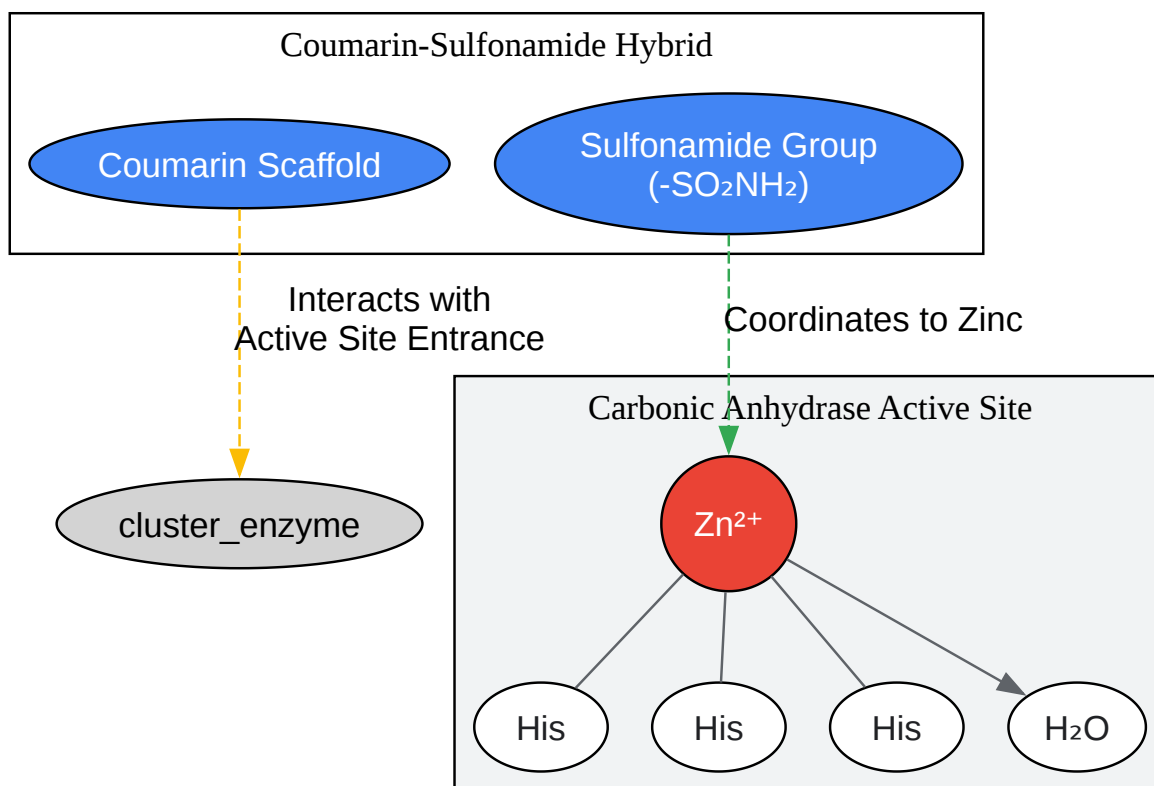 Coumarin-Sulfonamide Hybrid
Coumarin Scaffold
Sulfonamide Group
(-SO₂NH₂)
Interacts with
Active Site Entrance
Coordinates to Zinc
Carbonic Anhydrase Active Site
cluster_enzyme
Zn²⁺
His
His
His
H₂O